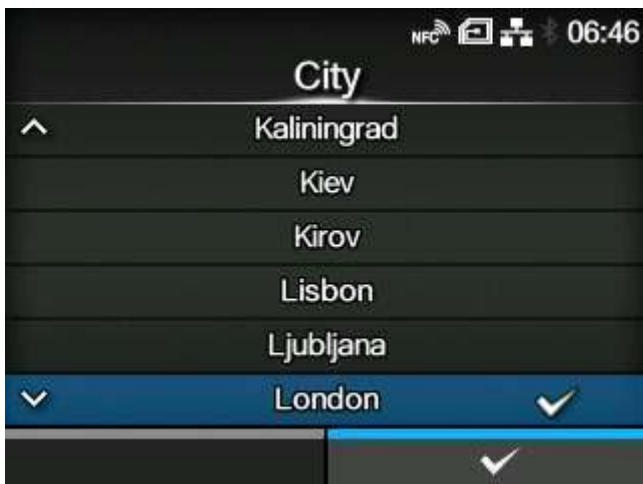 NFC 06:46
City
Kaliningrad
Kiev
Kirov
Lisbon
Ljubljana
London